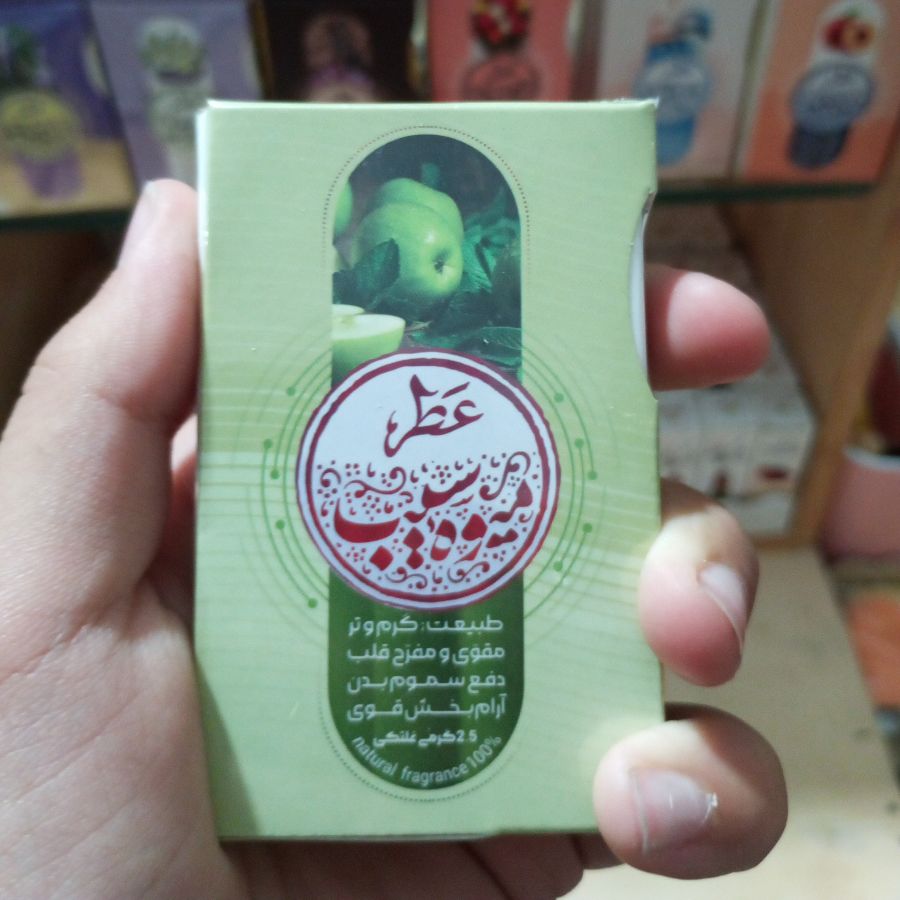 عطر
میوه سیب
طبیعت: گرم و تر
مقوی و مفرّح قلب
دفع سموم بدن
آرام بخش قوی
2.5 گرمی غلتکی
natural fragrance 100%